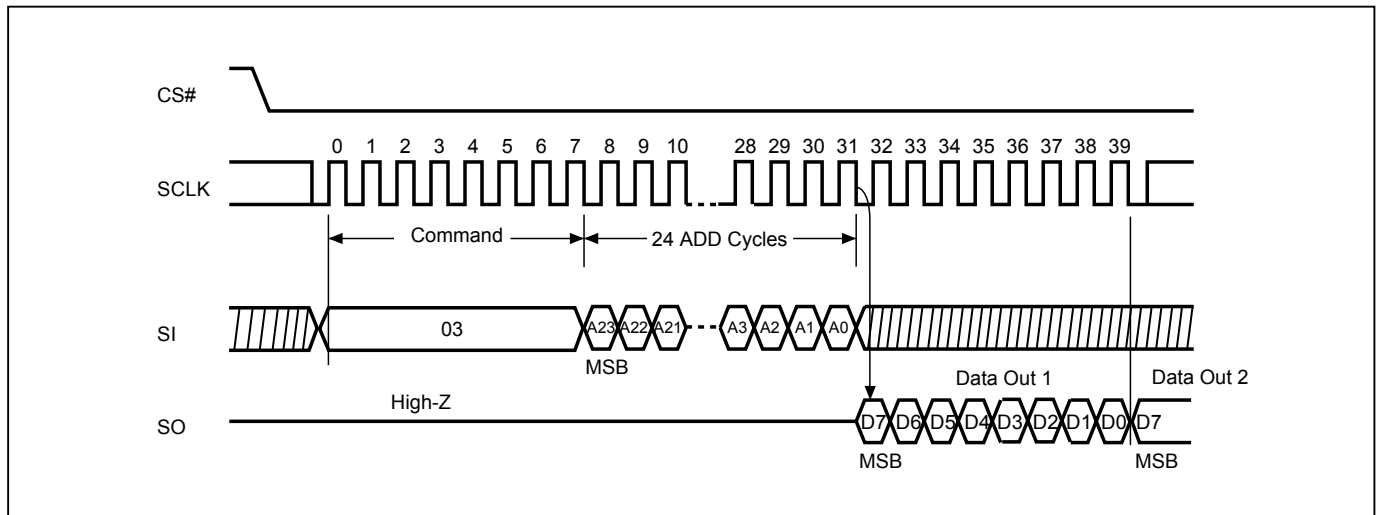 CS#
0 1 2 3 4 5 6 7 8 9 10 28 29 30 31 32 33 34 35 36 37 38 39
SCLK
Command 24 ADD Cycles
SI 03 A23 A22 A21 A3 A2 A1 A0
MSB
Data Out 1 Data Out 2
High-Z
SO D7 D6 D5 D4 D3 D2 D1 D0 D7
MSB MSB